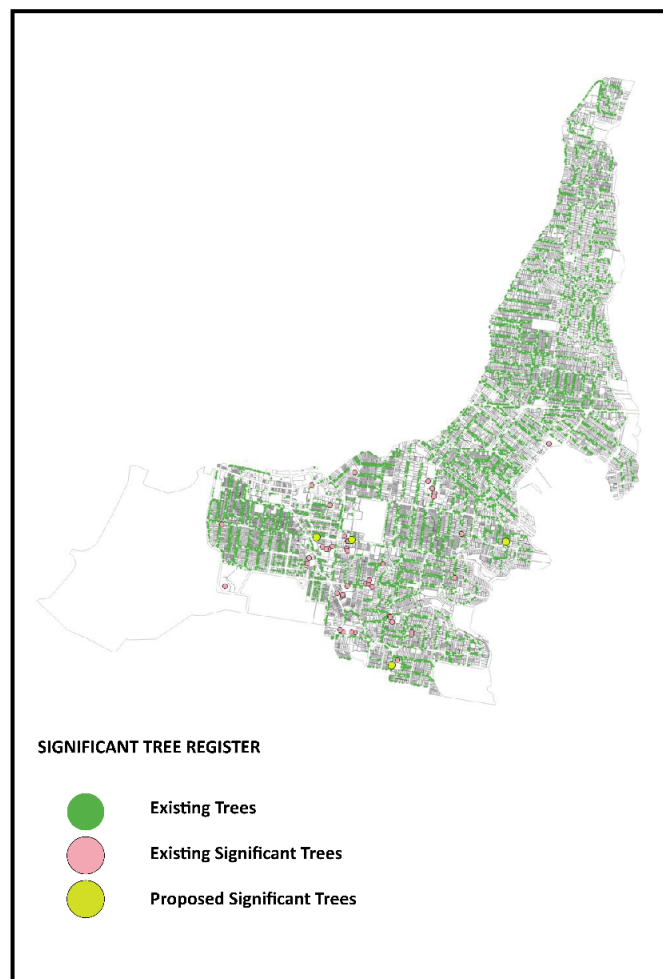 SIGNIFICANT TREE REGISTER
Existing Trees
Existing Significant Trees
Proposed Significant Trees